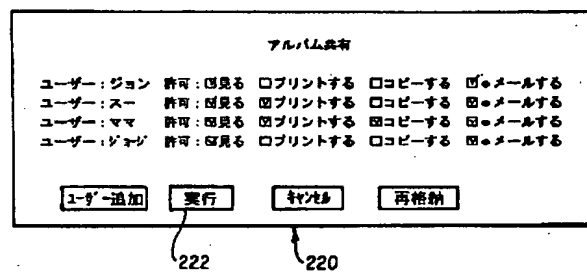 アルバム共有
ユーザー:ジョン 許可:☑見る ☐プリントする ☐コピーする ☑eメールする
ユーザー:スー 許可:☑見る ☑プリントする ☐コピーする ☑eメールする
ユーザー:ママ 許可:☑見る ☑プリントする ☑コピーする ☑eメールする
ユーザー:ジョージ 許可:☑見る ☐プリントする ☐コピーする ☑eメールする
ユーザー追加 実行 キャンセル 再格納
222 220